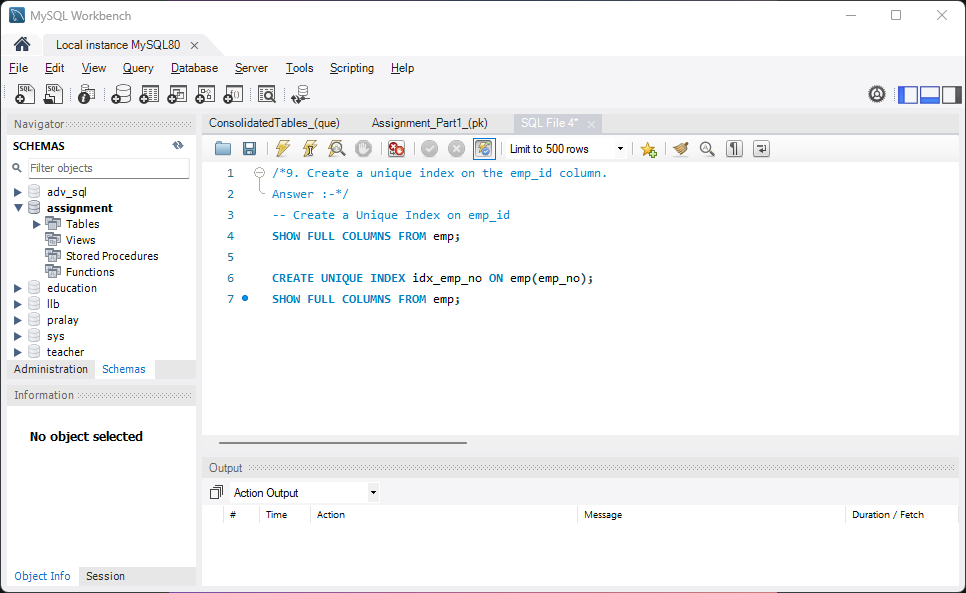 MySQL Workbench
Local instance MySQL80
File Edit View Query Database Server Tools Scripting Help
Navigator
SCHEMAS
Filter objects
adv_sql
assignment
Tables
Views
Stored Procedures
Functions
education
llb
pralay
sys
teacher
Administration Schemas
Information
No object selected
Object Info Session
ConsolidatedTables_(que) Assignment_Part1_(pk) SQL File 4*
Limit to 500 rows
1 /*9. Create a unique index on the emp_id column.
2 Answer :-*/
3 -- Create a Unique Index on emp_id
4 SHOW FULL COLUMNS FROM emp;
5
6 CREATE UNIQUE INDEX idx_emp_no ON emp(emp_no);
7 SHOW FULL COLUMNS FROM emp;
Output
Action Output
# Time Action Message Duration / Fetch